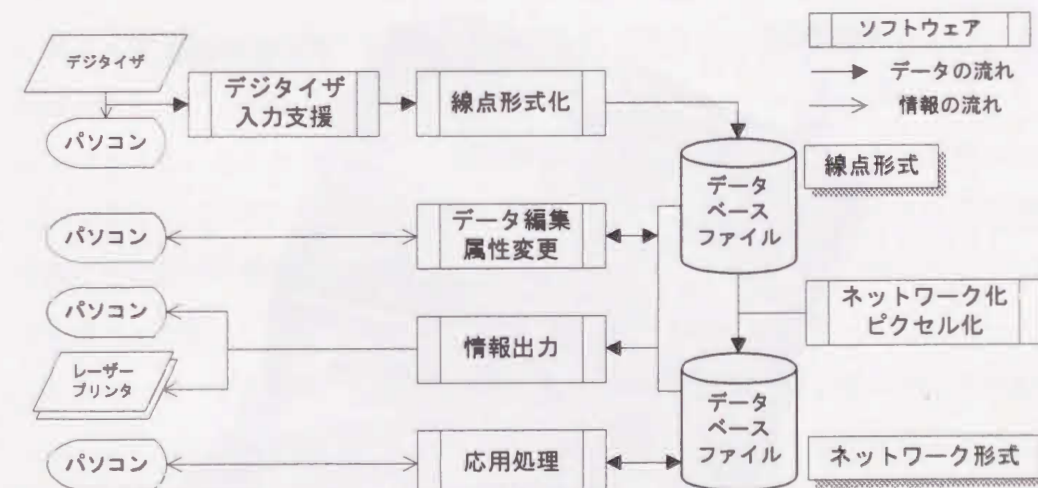 ソフトウェア
データの流れ
情報の流れ
デジタイザ
パソコン
デジタイザ
入力支援
線点形式化
データ
ベース
ファイル
線点形式
パソコン
データ編集
属性変更
ネットワーク化
ピクセル化
パソコン
レーザー
プリンタ
情報出力
データ
ベース
ファイル
ネットワーク形式
パソコン
応用処理